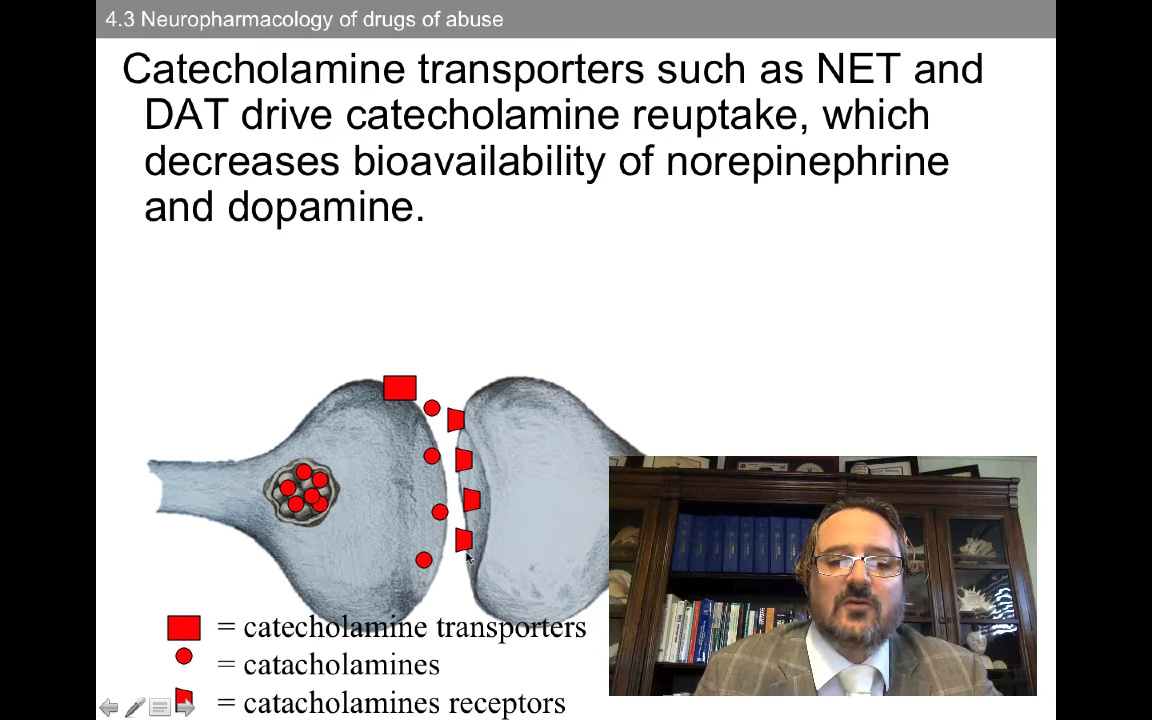 4.3 Neuropharmacology of drugs of abuse
Catecholamine transporters such as NET and
DAT drive catecholamine reuptake, which
decreases bioavailability of norepinephrine
and dopamine.
= catecholamine transporters
= catacholamines
= catacholamines receptors